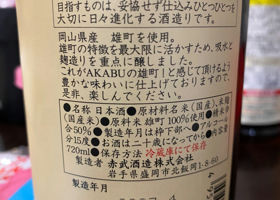 目指すものは、妥協せず仕込みひとつひとつを
大切に日々進化する酒造りです。
岡山県産 雄町を使用。
雄町の特徴を最大限に活かすため、吸水と
麹造りを重点に醸しました。
これがAKABUの雄町!と感じて頂けるよう
豊かな味わいに仕上げておりますので、
是非、楽しんでください。
●名称 日本酒 ●原材料名 米(国産)、米麹
(国産米) ●原料米 雄町100%使用 ●精米歩
合50% ●製造年月は枠下部へ ●アルコール
分15度 ●お酒は二十歳になってから ●内容量
720ml ●保存方法 冷蔵庫にて保存
製造者 赤武酒造株式会社
岩手県盛岡市北飯岡1-8-60
製造年月